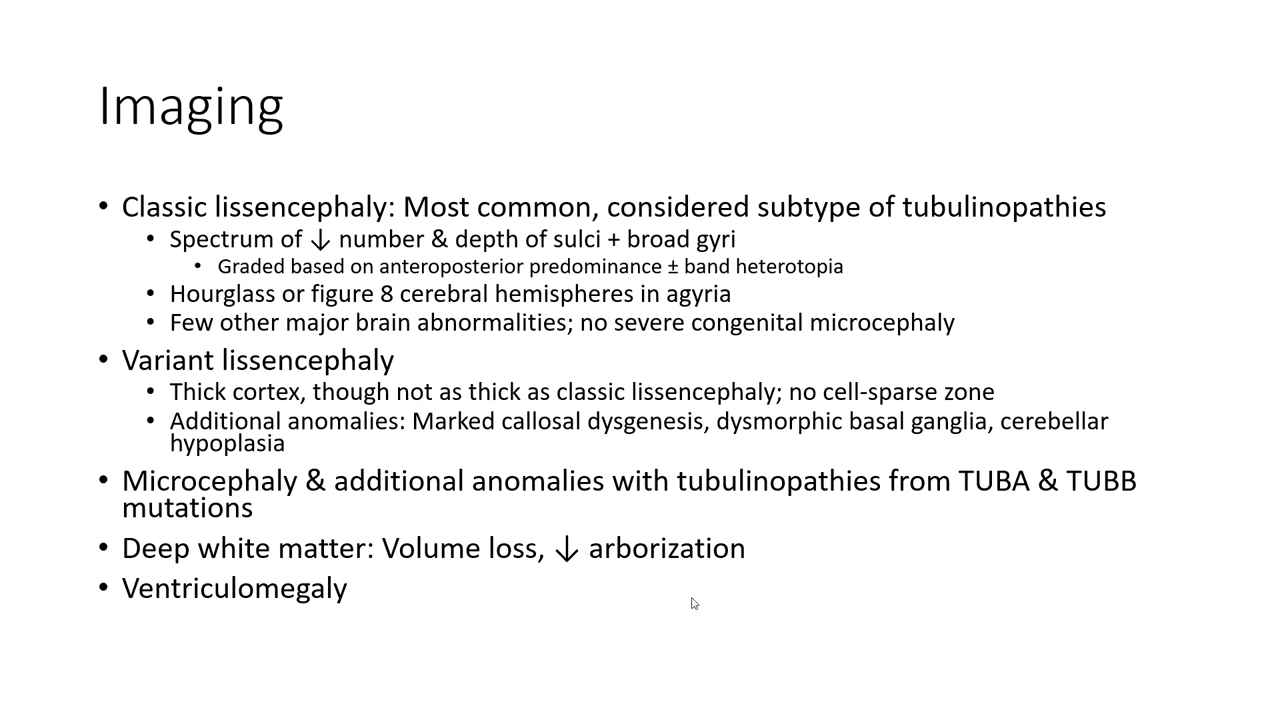 Imaging
• Classic lissencephaly: Most common, considered subtype of tubulinopathies
• Spectrum of ↓ number & depth of sulci + broad gyri
• Graded based on anteroposterior predominance ± band heterotopia
• Hourglass or figure 8 cerebral hemispheres in agyria
• Few other major brain abnormalities; no severe congenital microcephaly
• Variant lissencephaly
• Thick cortex, though not as thick as classic lissencephaly; no cell-sparse zone
• Additional anomalies: Marked callosal dysgenesis, dysmorphic basal ganglia, cerebellar
hypoplasia
• Microcephaly & additional anomalies with tubulinopathies from TUBA & TUBB
mutations
• Deep white matter: Volume loss, ↓ arborization
• Ventriculomegaly